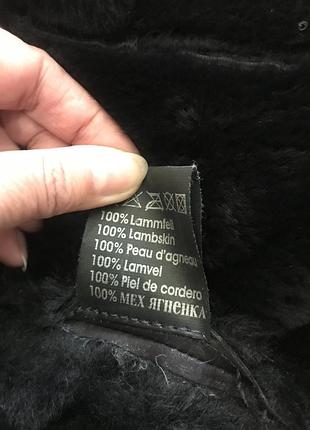 100% Lammfell
100% Lambskin
100% Peau d'agneau
100% Lamvel
100% Piel de cordero
100% МЕХ ЯГНЕНКА